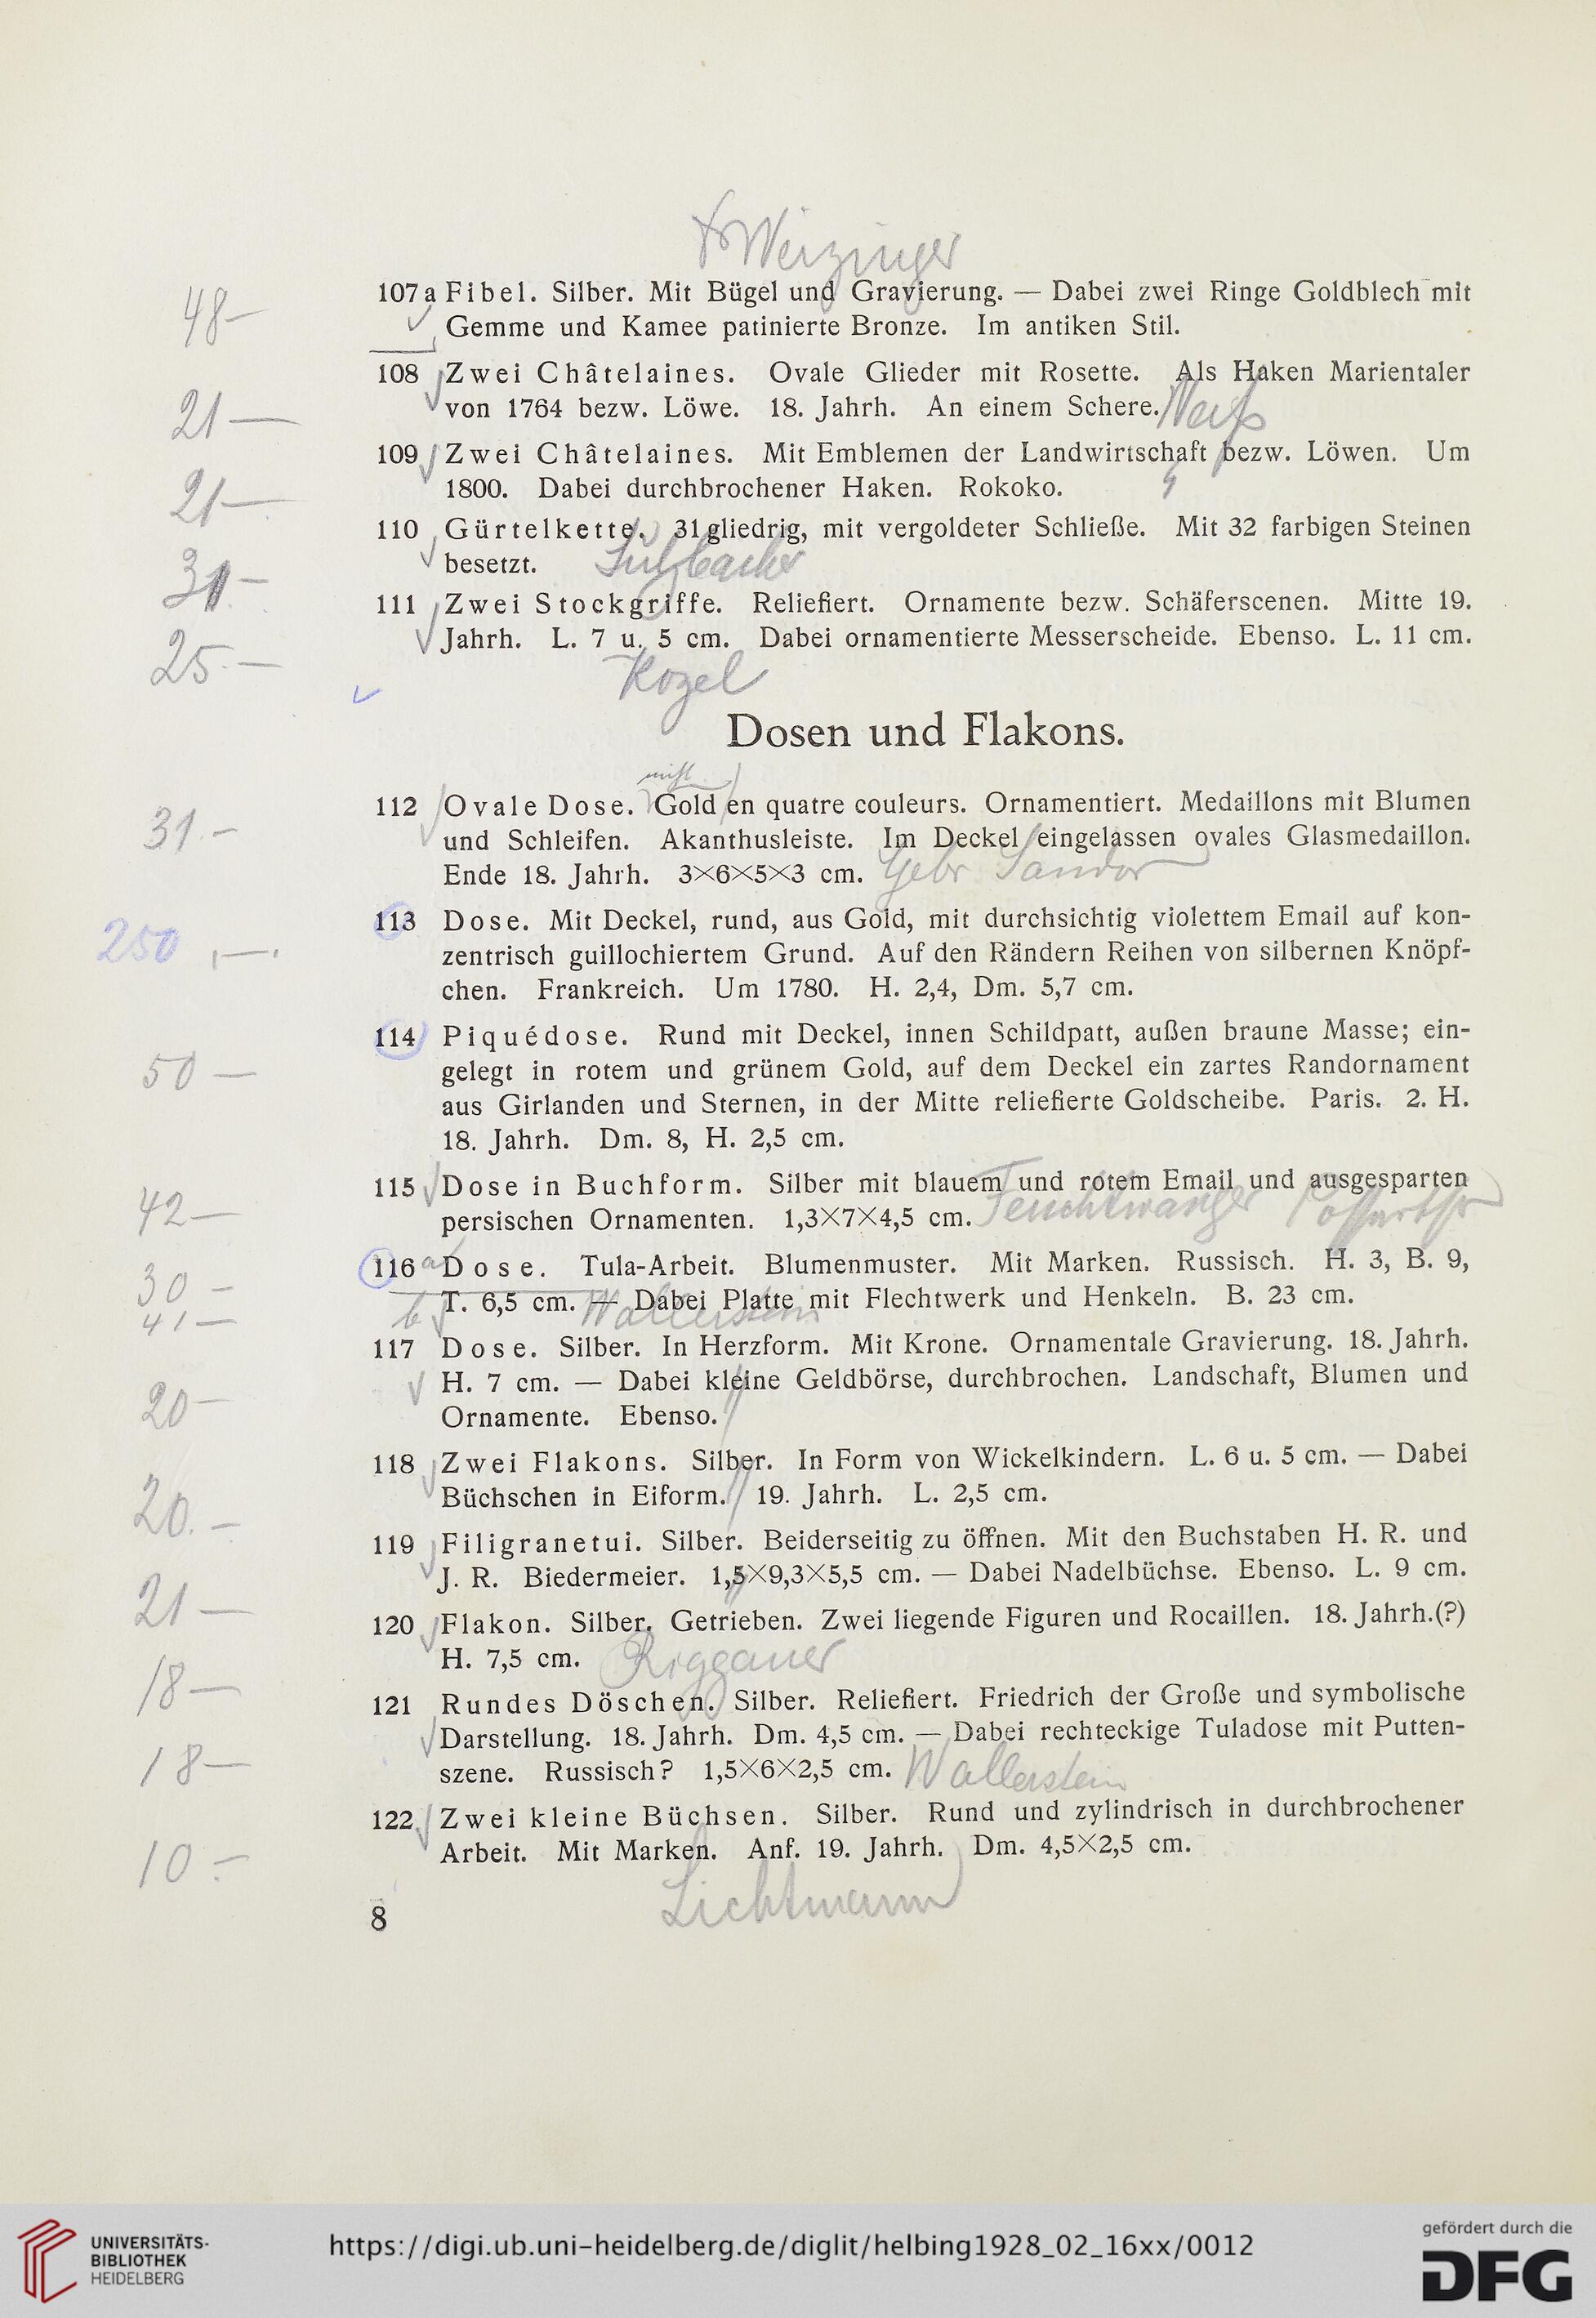 Weizinger
48- 107a Fibel. Silber. Mit Bügel und Gravierung. — Dabei zwei Ringe Goldblech mit
Gemme und Kamee patinierte Bronze. Im antiken Stil.
108 Zwei Châtelaines. Ovale Glieder mit Rosette. Als Haken Marientaler
21— von 1764 bezw. Löwe. 18. Jahrh. An einem Schere.
109 Zwei Châtelaines. Mit Emblemen der Landwirtschaft bezw. Löwen. Um
21— 1800. Dabei durchbrochener Haken. Rokoko.
110 Gürtelkette. 31gliedrig, mit vergoldeter Schließe. Mit 32 farbigen Steinen
besetzt. Sulzbacher
111 Zwei Stockgriffe. Reliefiert. Ornamente bezw. Schäferscenen. Mitte 19.
25.— Jahrh. L. 7 u. 5 cm. Dabei ornamentierte Messerscheide. Ebenso. L. 11 cm.
Kozel
Dosen und Flakons.
112 Ovale Dose. Gold en quatre couleurs. Ornamentiert. Medaillons mit Blumen
31.- und Schleifen. Akanthusleiste. Im Deckel eingelassen ovales Glasmedaillon.
Ende 18. Jahrh. 3×6×5×3 cm. Gebr Sandor
113 Dose. Mit Deckel, rund, aus Gold, mit durchsichtig violettem Email auf kon-
250,— zentrisch guillochiertem Grund. Auf den Rändern Reihen von silbernen Knöpf-
chen. Frankreich. Um 1780. H. 2,4, Dm. 5,7 cm.
114 Piquédose. Rund mit Deckel, innen Schildpatt, außen braune Masse; ein-
50— gelegt in rotem und grünem Gold, auf dem Deckel ein zartes Randornament
aus Girlanden und Sternen, in der Mitte reliefierte Goldscheibe. Paris. 2. H.
18. Jahrh. Dm. 8, H. 2,5 cm.
115 Dose in Buchform. Silber mit blauem und rotem Email und ausgesparten
42— persischen Ornamenten. 1,3×7×4,5 cm. Feuchtwanger
30- 116 a Dose. Tula-Arbeit. Blumenmuster. Mit Marken. Russisch. H. 3, B. 9,
41— b T. 6,5 cm. — Dabei Platte mit Flechtwerk und Henkeln. B. 23 cm.
Wallerstein
117 Dose. Silber. In Herzform. Mit Krone. Ornamentale Gravierung. 18. Jahrh.
20- H. 7 cm. — Dabei kleine Geldbörse, durchbrochen. Landschaft, Blumen und
Ornamente. Ebenso.
118 Zwei Flakons. Silber. In Form von Wickelkindern. L. 6 u. 5 cm. — Dabei
20.- Büchschen in Eiform. 19. Jahrh. L. 2,5 cm.
119 Filigranetui. Silber. Beiderseitig zu öffnen. Mit den Buchstaben H. R. und
21— J. R. Biedermeier. 1,5×9,3×5,5 cm. — Dabei Nadelbüchse. Ebenso. L. 9 cm.
120 Flakon. Silber. Getrieben. Zwei liegende Figuren und Rocaillen. 18. Jahrh.(?)
18— H. 7,5 cm. Riggauer
121 Rundes Döschen. Silber. Reliefiert. Friedrich der Große und symbolische
18— Darstellung. 18. Jahrh. Dm. 4,5 cm. — Dabei rechteckige Tuladose mit Putten-
szene. Russisch? 1,5×6×2,5 cm. Wallerstein
122 Zwei kleine Büchsen. Silber. Rund und zylindrisch in durchbrochener
10.- Arbeit. Mit Marken. Anf. 19. Jahrh. Dm. 4,5×2,5 cm.
Lichtmann
8
UNIVERSITÄTS-
BIBLIOTHEK
HEIDELBERG
https://digi.ub.uni-heidelberg.de/diglit/helbing1928_02_16xx/0012
gefördert durch die
DFG